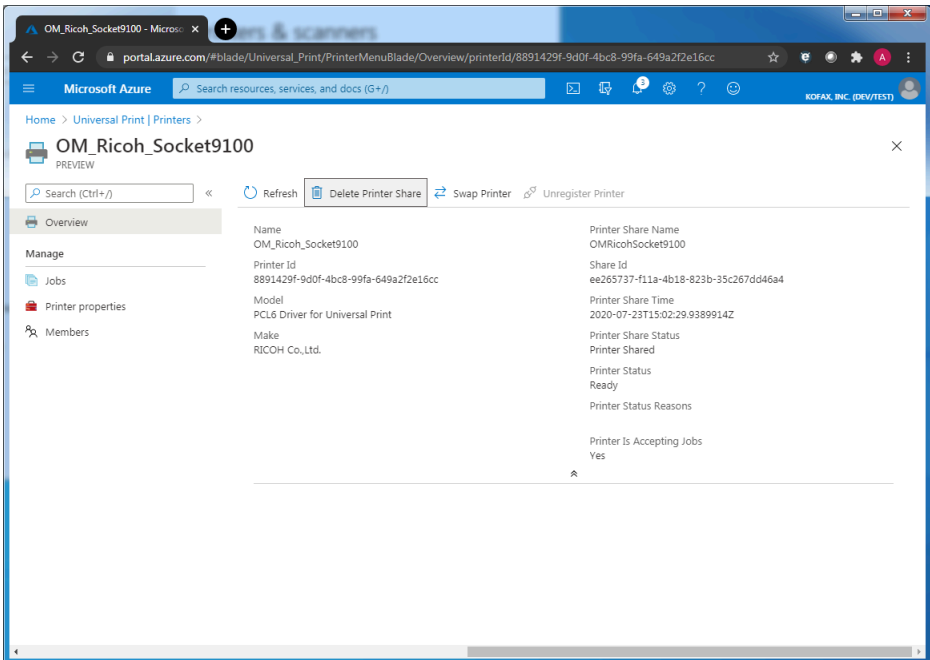 OM_Ricoh_Socket9100 - Microso
ers & scanners
portal.azure.com/#blade/Universal_Print/PrinterMenuBlade/Overview/printerId/8891429f-9d0f-4bc8-99fa-649a2f2e16cc
A
Microsoft Azure
Search resources, services, and docs (G+/)
3
KOFAX, INC. (DEV/TEST)
Home > Universal Print | Printers >
OM_Ricoh_Socket9100
PREVIEW
Search (Ctrl+/)
Refresh Delete Printer Share Swap Printer Unregister Printer
Overview
Manage
Jobs
Printer properties
Members
Name
OM_Ricoh_Socket9100
Printer Id
8891429f-9d0f-4bc8-99fa-649a2f2e16cc
Model
PCL6 Driver for Universal Print
Make
RICOH Co.,Ltd.
Printer Share Name
OMRicohSocket9100
Share Id
ee265737-f11a-4b18-823b-35c267dd46a4
Printer Share Time
2020-07-23T15:02:29.9389914Z
Printer Share Status
Printer Shared
Printer Status
Ready
Printer Status Reasons
Printer Is Accepting Jobs
Yes